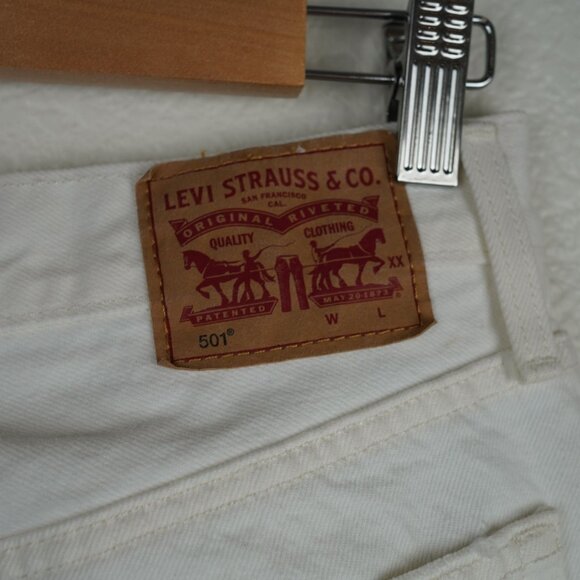 LEVI STRAUSS & CO.
SAN FRANCISCO
CAL.
ORIGINAL RIVETED
QUALITY CLOTHING
XX
PATENTED MAY 20 1873
®
W L
501®